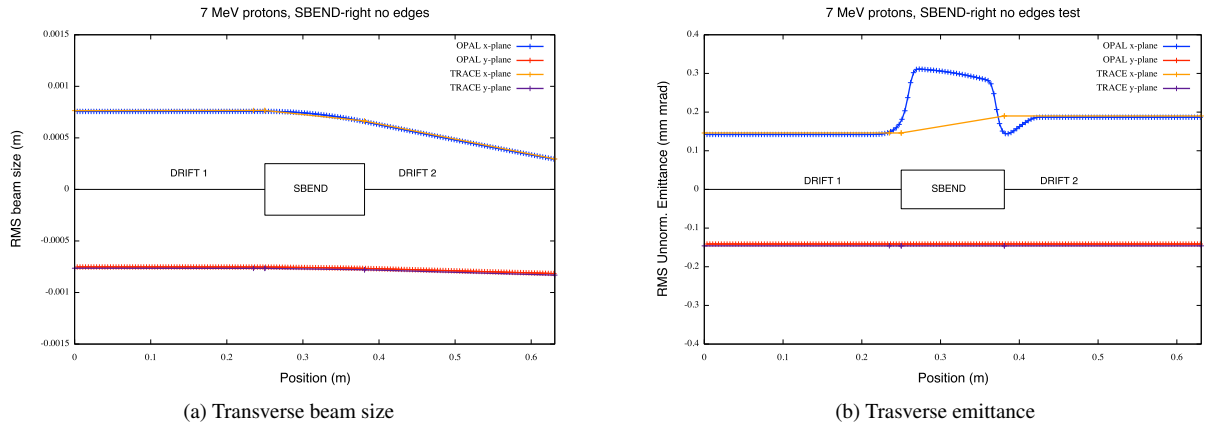 7 MeV protons, SBEND-right no edges
RMS beam size (m)
0.0015
0.001
0.0005
0
-0.0005
-0.001
-0.0015
OPAL x-plane
OPAL y-plane
TRACE x-plane
TRACE y-plane
DRIFT 1
SBEND
DRIFT 2
0 0.1 0.2 0.3 0.4 0.5 0.6
Position (m)
(a) Transverse beam size
7 MeV protons, SBEND-right no edges test
RMS Unnorm. Emittance (mm mrad)
0.4
0.3
0.2
0.1
0
-0.1
-0.2
-0.3
-0.4
OPAL x-plane
OPAL y-plane
TRACE x-plane
TRACE y-plane
DRIFT 1
SBEND
DRIFT 2
0 0.1 0.2 0.3 0.4 0.5 0.6
Position (m)
(b) Trasverse emittance